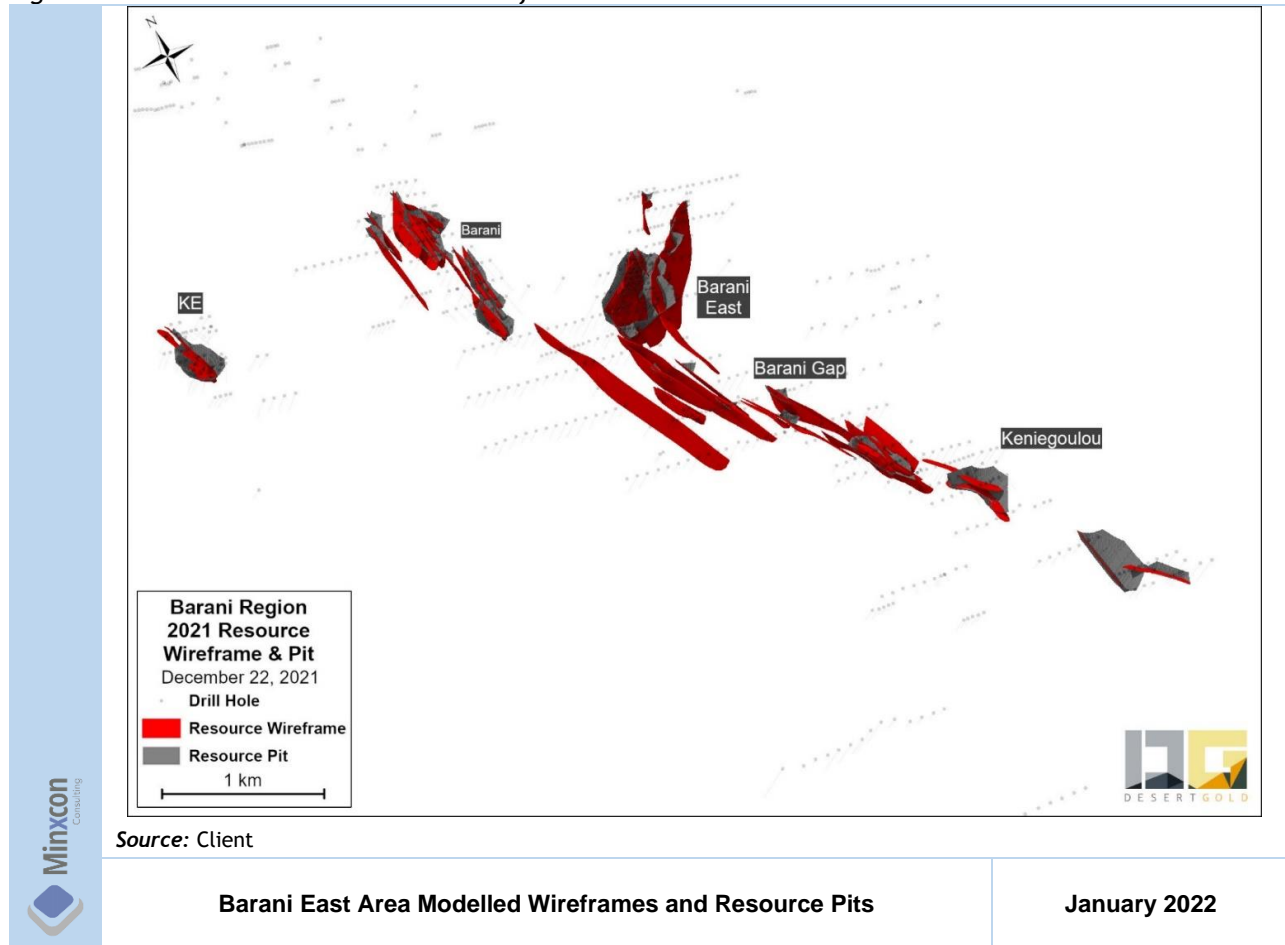 N
Barani
KE
Barani
East
Barani Gap
Keniegoulou
Barani Region
2021 Resource
Wireframe & Pit
December 22, 2021
Drill Hole
Resource Wireframe
Resource Pit
1 km
DESERTGOLD
Minxcon
Consulting
Source: Client
Barani East Area Modelled Wireframes and Resource Pits
January 2022